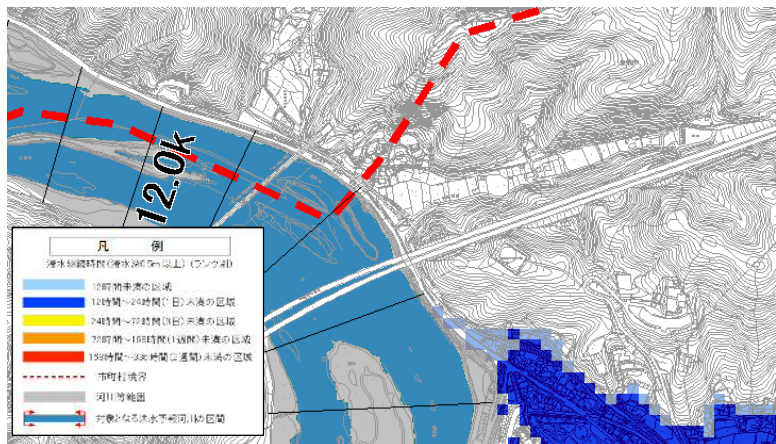 12.0k
凡 例
浸水継続時間(浸水深0.5m以上)(ランク別)
12時間未満の区域
12時間~24時間(1日)未満の区域
24時間~72時間(3日)未満の区域
72時間~168時間(1週間)未満の区域
168時間~336時間(2週間)未満の区域
市町村境界
河川等範囲
対象となる洪水予報河川の区間